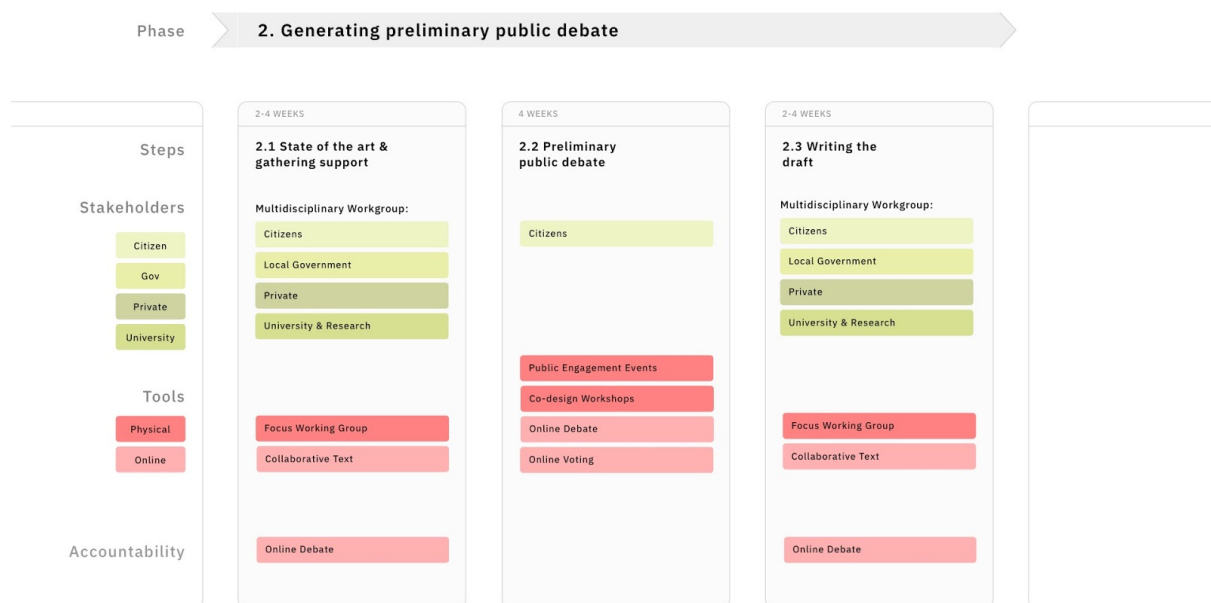 Phase
2. Generating preliminary public debate
2-4 WEEKS
4 WEEKS
2-4 WEEKS
Steps
2.1 State of the art &
gathering support
2.2 Preliminary
public debate
2.3 Writing the
draft
Stakeholders
Citizen
Gov
Private
University
Multidisciplinary Workgroup:
Citizens
Local Government
Private
University & Research
Citizens
Multidisciplinary Workgroup:
Citizens
Local Government
Private
University & Research
Tools
Physical
Online
Focus Working Group
Collaborative Text
Public Engagement Events
Co-design Workshops
Online Debate
Online Voting
Focus Working Group
Collaborative Text
Accountability
Online Debate
Online Debate